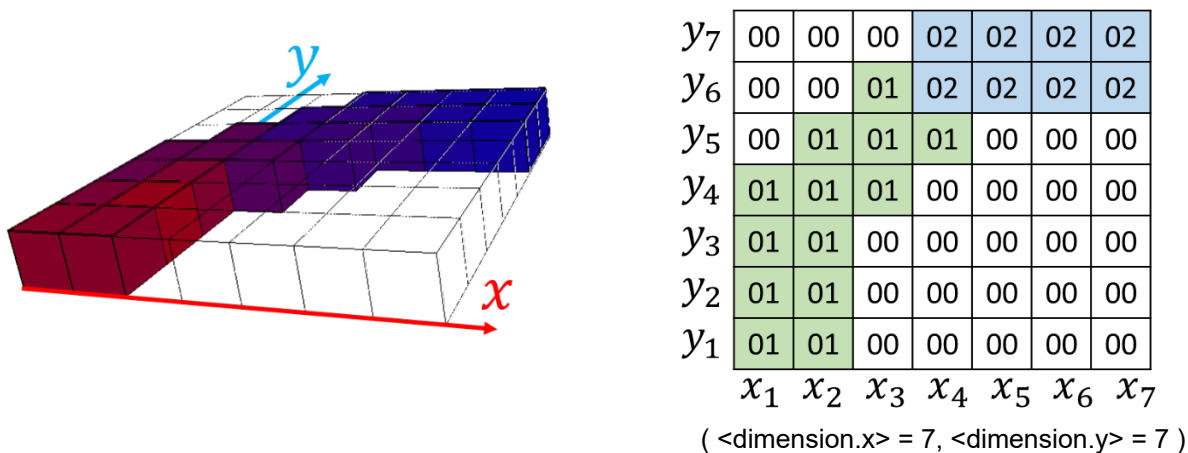 y
x
y₇ 00 00 00 02 02 02 02
y₆ 00 00 01 02 02 02 02
y₅ 00 01 01 01 00 00 00
y₄ 01 01 01 00 00 00 00
y₃ 01 01 00 00 00 00 00
y₂ 01 01 00 00 00 00 00
y₁ 01 01 00 00 00 00 00
x₁ x₂ x₃ x₄ x₅ x₆ x₇
( <dimension.x> = 7, <dimension.y> = 7 )